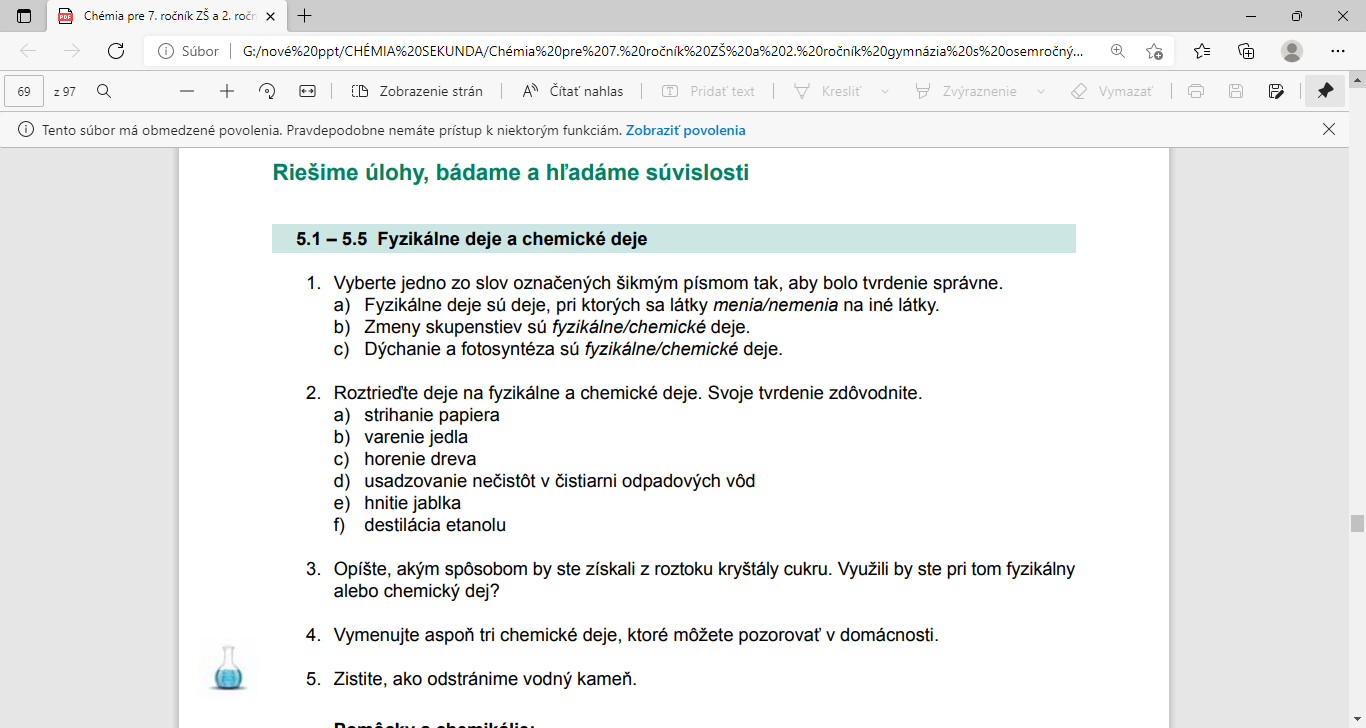 Chémia pre 7. ročník ZŠ a 2. ročn
Súbor G:/nové%20ppt/CHÉMIA%20SEKUNDA/Chémia%20pre%207.%20ročník%20ZŠ%20a%202.%20ročník%20gymnázia%20s%20osemročný...
69 z 97 Zobrazenie strán Čítať nahlas Pridať text Kresliť Zvýraznenie Vymazať
Tento súbor má obmedzené povolenia. Pravdepodobne nemáte prístup k niektorým funkciám. Zobraziť povolenia
Riešime úlohy, bádame a hľadáme súvislosti
5.1 – 5.5 Fyzikálne deje a chemické deje
1. Vyberte jedno zo slov označených šikmým písmom tak, aby bolo tvrdenie správne.
a) Fyzikálne deje sú deje, pri ktorých sa látky menia/nemenia na iné látky.
b) Zmeny skupenstiev sú fyzikálne/chemické deje.
c) Dýchanie a fotosyntéza sú fyzikálne/chemické deje.
2. Roztrieďte deje na fyzikálne a chemické deje. Svoje tvrdenie zdôvodnite.
a) strihanie papiera
b) varenie jedla
c) horenie dreva
d) usadzovanie nečistôt v čistiarni odpadových vôd
e) hnitie jablka
f) destilácia etanolu
3. Opíšte, akým spôsobom by ste získali z roztoku kryštály cukru. Využili by ste pri tom fyzikálny
alebo chemický dej?
4. Vymenujte aspoň tri chemické deje, ktoré môžete pozorovať v domácnosti.
5. Zistite, ako odstránime vodný kameň.
Pomôcky a chemikálie: